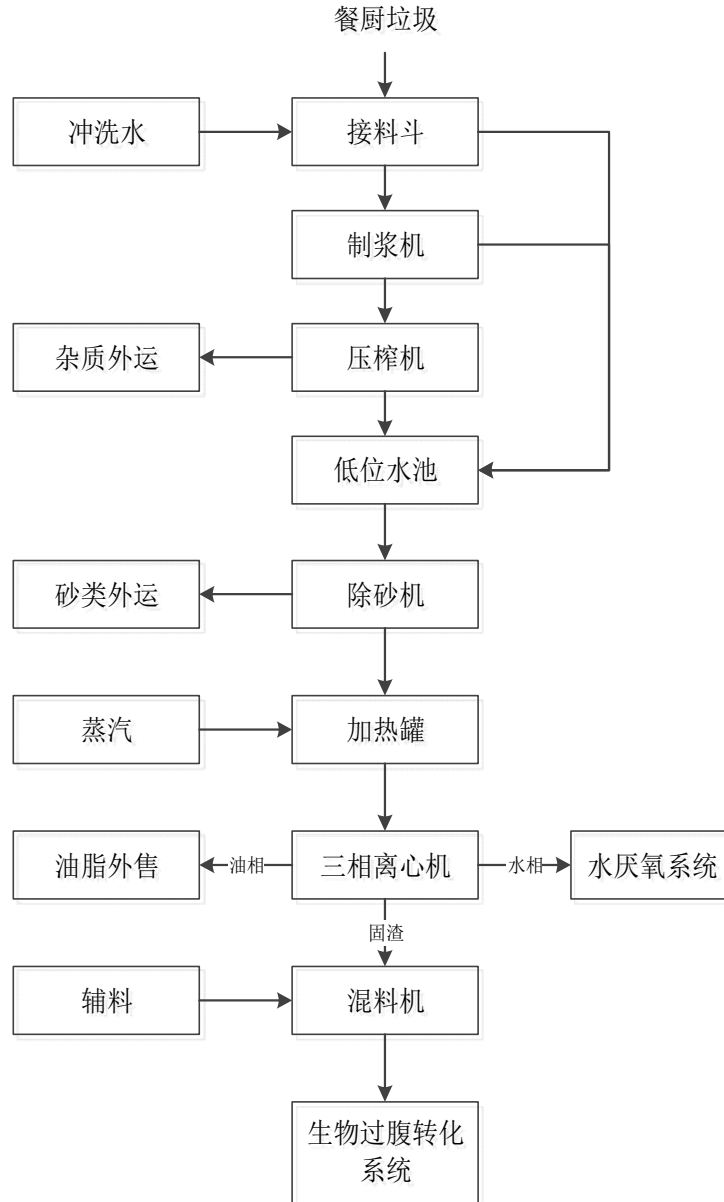 餐厨垃圾
冲洗水
接料斗
制浆机
杂质外运
压榨机
低位水池
砂类外运
除砂机
蒸汽
加热罐
油脂外售
油相
三相离心机
水相
水厌氧系统
固渣
辅料
混料机
生物过腹转化
系统